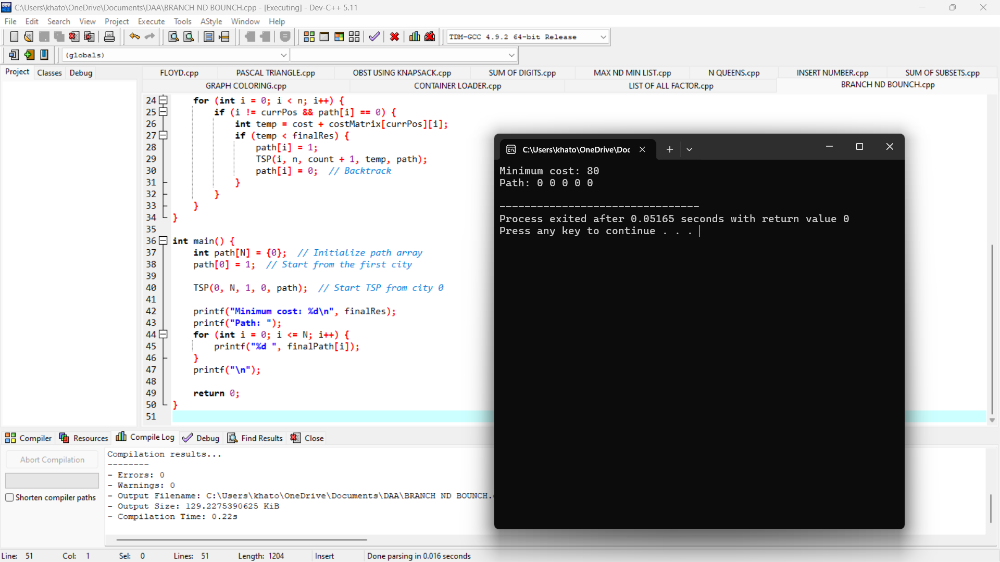 C:\Users\khato\OneDrive\Documents\DAA\BRANCH ND BOUNCH.cpp - [Executing] - Dev-C++ 5.11
File Edit Search View Project Execute Tools AStyle Window Help
TDM-GCC 4.9.2 64-bit Release
(globals)
Project Classes Debug
FLOYD.cpp PASCAL TRIANGLE.cpp OBST USING KNAPSACK.cpp SUM OF DIGITS.cpp MAX ND MIN LIST.cpp N QUEENS.cpp INSERT NUMBER.cpp SUM OF SUBSETS.cpp
GRAPH COLORING.cpp CONTAINER LOADER.cpp LIST OF ALL FACTOR.cpp BRANCH ND BOUNCH.cpp
24 for (int i = 0; i < n; i++) {
25 if (i != currPos && path[i] == 0) {
26 int temp = cost + costMatrix[currPos][i];
27 if (temp < finalRes) {
28 path[i] = 1;
29 TSP(i, n, count + 1, temp, path);
30 path[i] = 0; // Backtrack
31 }
32 }
33 }
34 }
35
36 int main() {
37 int path[N] = {0}; // Initialize path array
38 path[0] = 1; // Start from the first city
39
40 TSP(0, N, 1, 0, path); // Start TSP from city 0
41
42 printf("Minimum cost: %d\n", finalRes);
43 printf("Path: ");
44 for (int i = 0; i <= N; i++) {
45 printf("%d ", finalPath[i]);
46 }
47 printf("\n");
48
49 return 0;
50 }
51
C:\Users\khato\OneDrive\Doc
Minimum cost: 80
Path: 0 0 0 0 0
--------------------------------
Process exited after 0.05165 seconds with return value 0
Press any key to continue . . .
Compiler Resources Compile Log Debug Find Results Close
Abort Compilation
Shorten compiler paths
Compilation results...
--------
- Errors: 0
- Warnings: 0
- Output Filename: C:\Users\khato\OneDrive\Documents\DAA\BRANCH ND BOUNCH.
- Output Size: 129.2275390625 KiB
- Compilation Time: 0.22s
Line: 51 Col: 1 Sel: 0 Lines: 51 Length: 1204 Insert Done parsing in 0.016 seconds